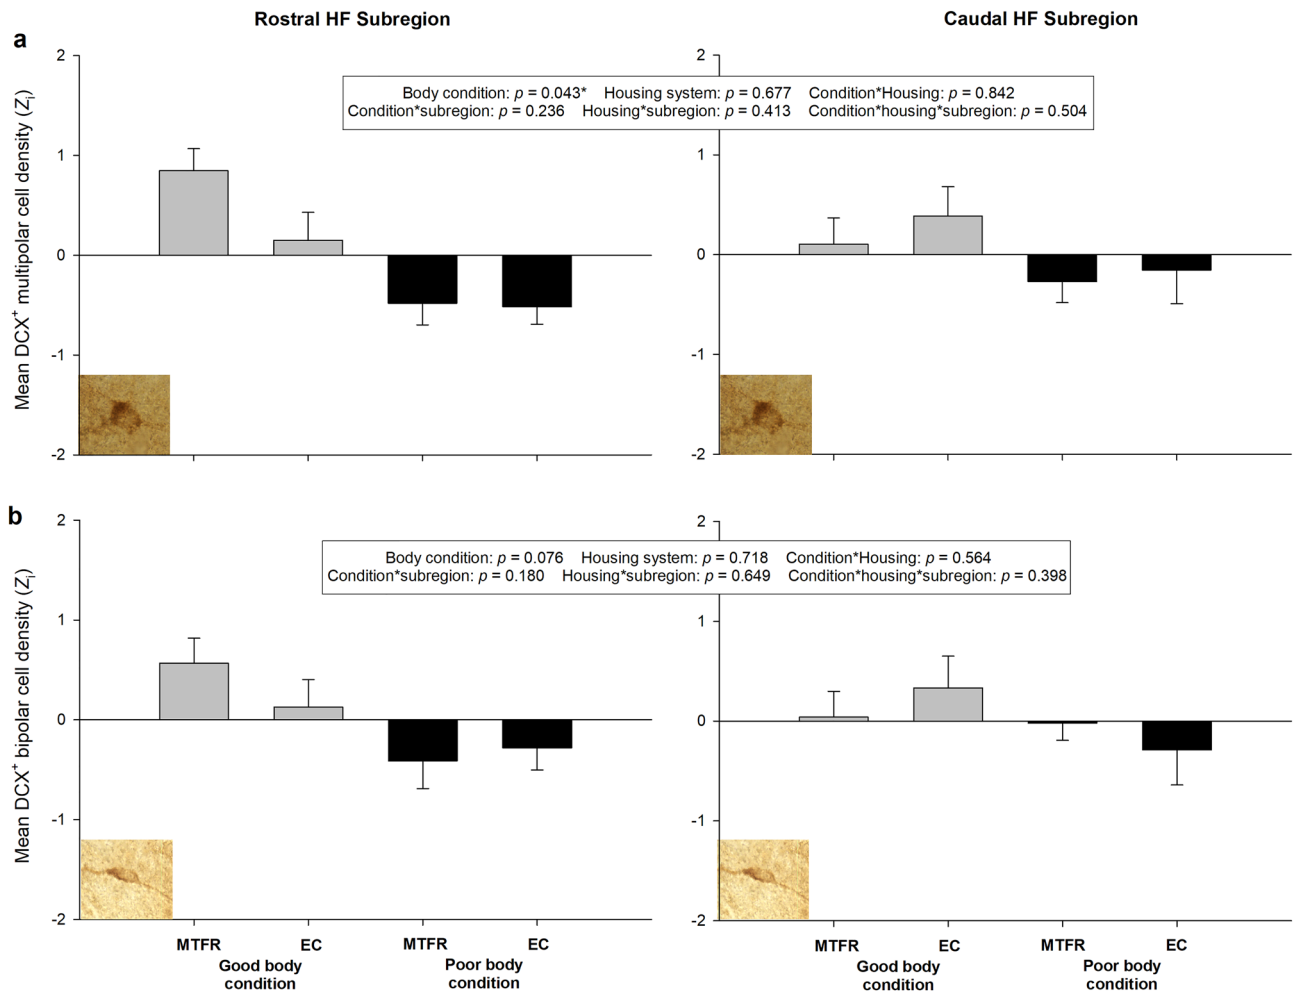 Rostral HF Subregion
Caudal HF Subregion
a
Mean DCX⁺ multipolar cell density (Zᵢ)
2
1
0
-1
-2
2
1
0
-1
-2
Body condition: p = 0.043* Housing system: p = 0.677 Condition*Housing: p = 0.842
Condition*subregion: p = 0.236 Housing*subregion: p = 0.413 Condition*housing*subregion: p = 0.504
b
Mean DCX⁺ bipolar cell density (Zᵢ)
2
1
0
-1
-2
2
1
0
-1
-2
Body condition: p = 0.076 Housing system: p = 0.718 Condition*Housing: p = 0.564
Condition*subregion: p = 0.180 Housing*subregion: p = 0.649 Condition*housing*subregion: p = 0.398
MTFR EC MTFR EC
Good body
condition
Poor body
condition
MTFR EC MTFR EC
Good body
condition
Poor body
condition